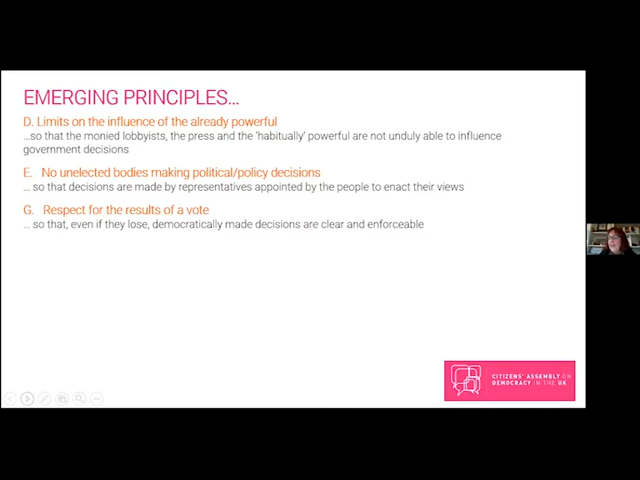 EMERGING PRINCIPLES…
D. Limits on the influence of the already powerful
…so that the monied lobbyists, the press and the ‘habitually’ powerful are not unduly able to influence
government decisions
E. No unelected bodies making political/policy decisions
… so that decisions are made by representatives appointed by the people to enact their views
G. Respect for the results of a vote
… so that, even if they lose, democratically made decisions are clear and enforceable
CITIZENS' ASSEMBLY ON
DEMOCRACY IN THE UK